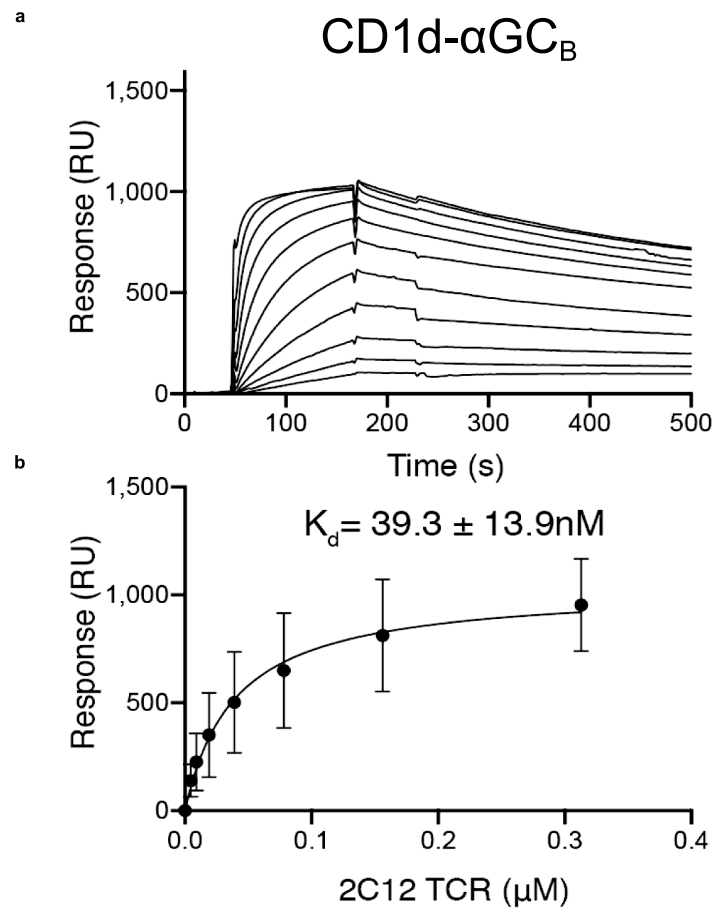 a
CD1d-αGC_B
Response (RU)
1,500
1,000
500
0
0 100 200 300 400 500
Time (s)
b
K_d= 39.3 ± 13.9nM
Response (RU)
1,500
1,000
500
0
0.0 0.1 0.2 0.3 0.4
2C12 TCR (μM)